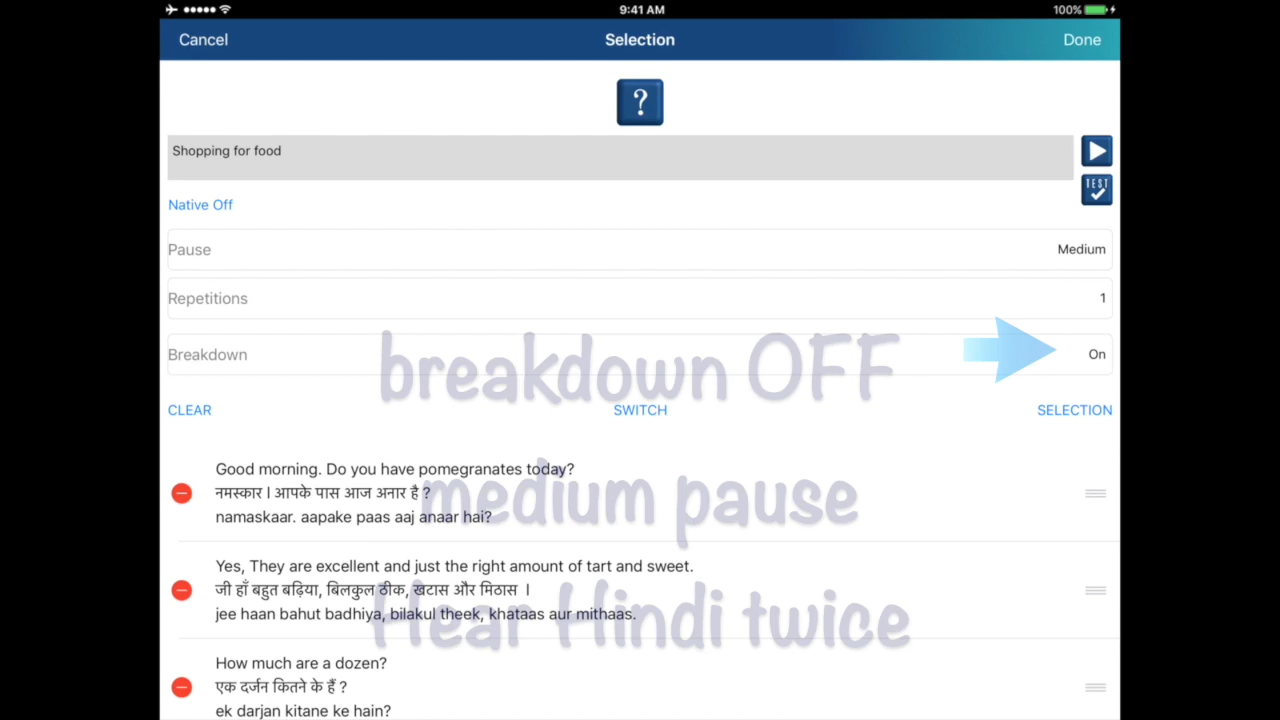 9:41 AM
100%
Cancel
Selection
Done
?
Shopping for food
TEST
Native Off
Pause
Medium
Repetitions
1
Breakdown
On
breakdown OFF
CLEAR
SWITCH
SELECTION
Good morning. Do you have pomegranates today?
नमस्कार । आपके पास आज अनार है ?
namaskaar. aapake paas aaj anaar hai?
medium pause
Yes, They are excellent and just the right amount of tart and sweet.
जी हाँ बहुत बढ़िया, बिलकुल ठीक, खटास और मिठास ।
jee haan bahut badhiya, bilakul theek, khataas aur mithaas.
Hear Hindi twice
How much are a dozen?
एक दर्जन कितने के हैं ?
ek darjan kitane ke hain?